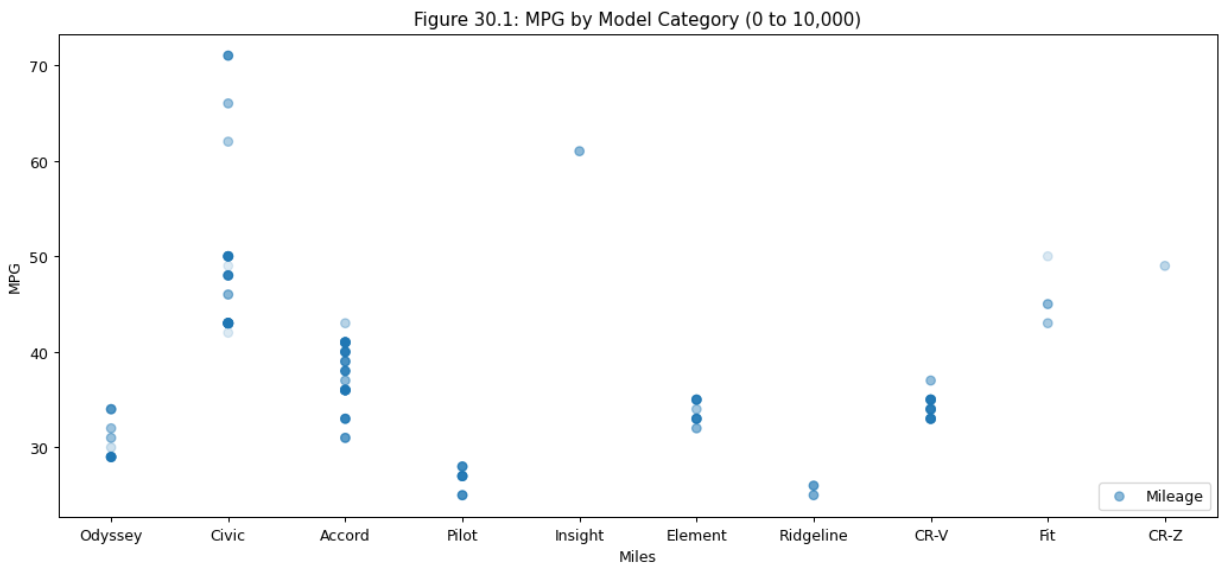 Figure 30.1: MPG by Model Category (0 to 10,000)
MPG
70
60
50
40
30
Mileage
Odyssey Civic Accord Pilot Insight Element Ridgeline CR-V Fit CR-Z
Miles